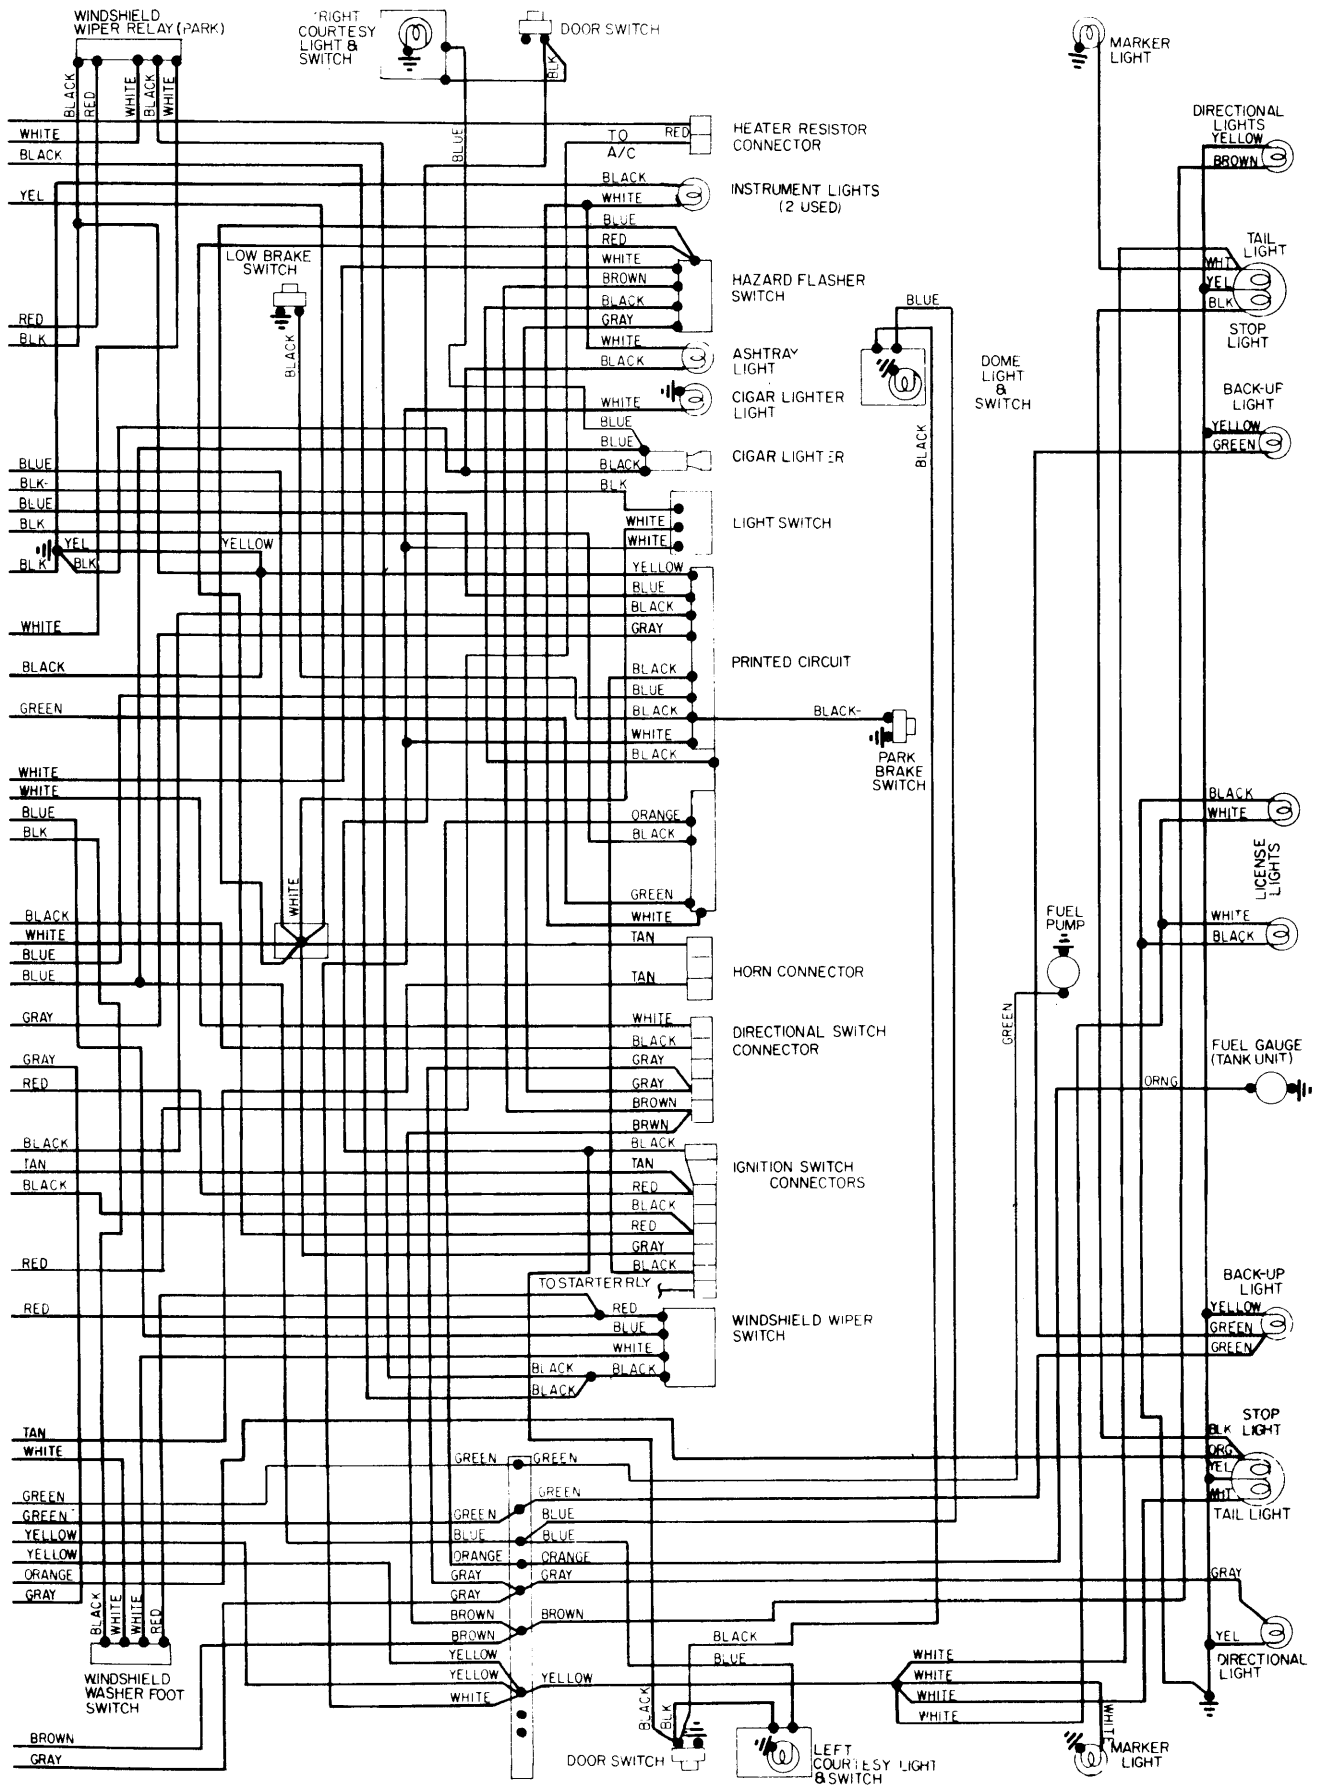 WINDSHIELD
WIPER RELAY (PARK)
RIGHT
COURTESY
LIGHT &
SWITCH
DOOR SWITCH
BLK
MARKER
LIGHT
BLACK
RED
WHITE
BLACK
WHITE
BLUE
DIRECTIONAL
LIGHTS
YELLOW
BROWN
WHITE
BLACK
YEL
RED
TO
A/C
HEATER RESISTOR
CONNECTOR
BLACK
WHITE
INSTRUMENT LIGHTS
(2 USED)
BLUE
RED
WHITE
BROWN
BLACK
GRAY
HAZARD FLASHER
SWITCH
LOW BRAKE
SWITCH
BLACK
TAIL
LIGHT
WHT
YEL
BLK
STOP
LIGHT
RED
BLK
WHITE
BLACK
ASHTRAY
LIGHT
BLUE
BLACK
DOME
LIGHT
&
SWITCH
WHITE
CIGAR LIGHTER
LIGHT
BACK-UP
LIGHT
YELLOW
GREEN
BLUE
BLUE
BLACK
CIGAR LIGHTER
BLUE
BLK-
BLUE
BLK
YEL
BLK
BLK
YELLOW
BLK
WHITE
WHITE
LIGHT SWITCH
YELLOW
BLUE
BLACK
GRAY
BLACK
BLUE
BLACK
WHITE
BLACK
PRINTED CIRCUIT
WHITE
BLACK
GREEN
BLACK-
PARK
BRAKE
SWITCH
WHITE
WHITE
BLUE
BLK
ORANGE
BLACK
GREEN
WHITE
BLACK
WHITE
LICENSE
LIGHTS
WHITE
BLACK
WHITE
BLACK
WHITE
BLUE
BLUE
TAN
TAN
HORN CONNECTOR
FUEL
PUMP
GREEN
GRAY
GRAY
RED
WHITE
BLACK
GRAY
GRAY
BROWN
BRWN
DIRECTIONAL SWITCH
CONNECTOR
FUEL GAUGE
(TANK UNIT)
ORNG
BLACK
TAN
BLACK
RED
BLACK
TAN
RED
BLACK
RED
GRAY
BLACK
TO STARTER RLY
IGNITION SWITCH
CONNECTORS
RED
RED
BLUE
WHITE
BLACK
BLACK
BLACK
WINDSHIELD WIPER
SWITCH
BACK-UP
LIGHT
YELLOW
GREEN
GREEN
TAN
WHITE
GREEN
GREEN
YELLOW
YELLOW
ORANGE
GRAY
STOP
LIGHT
BLK
ORG
YEL
WHT
TAIL LIGHT
GREEN
GREEN
GREEN
GREEN
BLUE
BLUE
BLUE
ORANGE
ORANGE
GRAY
GRAY
GRAY
BROWN
BROWN
BROWN
YELLOW
YELLOW
YELLOW
WHITE
GRAY
YEL
DIRECTIONAL
LIGHT
BLACK
WHITE
WHITE
RED
WINDSHIELD
WASHER FOOT
SWITCH
BLACK
BLUE
WHITE
WHITE
WHITE
WHITE
WHITE
BLACK
BLK
BROWN
GRAY
DOOR SWITCH
LEFT
COURTESY LIGHT
& SWITCH
MARKER
LIGHT